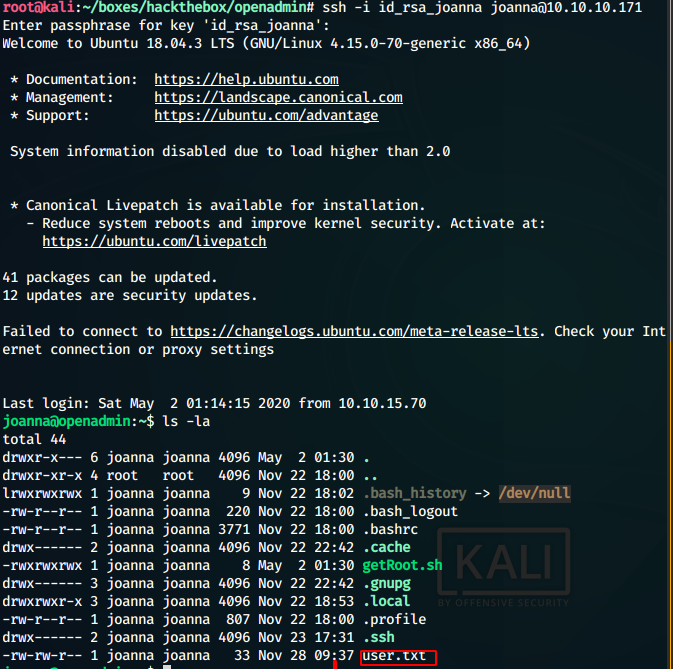 root@kali:~/boxes/hackthebox/openadmin# ssh -i id_rsa_joanna joanna@10.10.10.171
Enter passphrase for key 'id_rsa_joanna':
Welcome to Ubuntu 18.04.3 LTS (GNU/Linux 4.15.0-70-generic x86_64)
* Documentation:  https://help.ubuntu.com
* Management:     https://landscape.canonical.com
* Support:        https://ubuntu.com/advantage
System information disabled due to load higher than 2.0
* Canonical Livepatch is available for installation.
- Reduce system reboots and improve kernel security. Activate at:
https://ubuntu.com/livepatch
41 packages can be updated.
12 updates are security updates.
Failed to connect to https://changelogs.ubuntu.com/meta-release-lts. Check your Int
ernet connection or proxy settings
Last login: Sat May  2 01:14:15 2020 from 10.10.15.70
joanna@openadmin:~$ ls -la
total 44
drwxr-x--- 6 joanna joanna 4096 May  2 01:30 .
drwxr-xr-x 4 root   root   4096 Nov 22 18:00 ..
lrwxrwxrwx 1 joanna joanna    9 Nov 22 18:02 .bash_history -> /dev/null
-rw-r--r-- 1 joanna joanna  220 Nov 22 18:00 .bash_logout
-rw-r--r-- 1 joanna joanna 3771 Nov 22 18:00 .bashrc
drwx------ 2 joanna joanna 4096 Nov 22 22:42 .cache
-rwxrwxrwx 1 joanna joanna    8 May  2 01:30 getRoot.sh
drwx------ 3 joanna joanna 4096 Nov 22 22:42 .gnupg
drwxrwxr-x 3 joanna joanna 4096 Nov 22 18:53 .local
-rw-r--r-- 1 joanna joanna  807 Nov 22 18:00 .profile
drwx------ 2 joanna joanna 4096 Nov 23 17:31 .ssh
-rw-rw-r-- 1 joanna joanna   33 Nov 28 09:37 user.txt
joanna@openadmin:~$
KALI
BY OFFENSIVE SECURITY